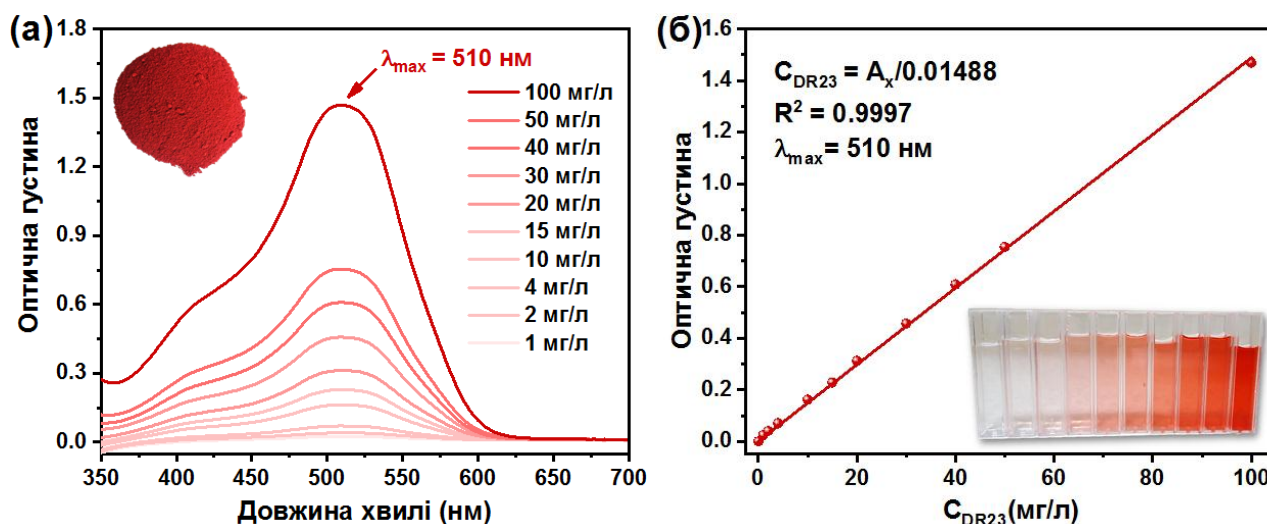 (а)
Оптична густина
1.8
1.5
1.2
0.9
0.6
0.3
0.0
λmax = 510 нм
100 мг/л
50 мг/л
40 мг/л
30 мг/л
20 мг/л
15 мг/л
10 мг/л
4 мг/л
2 мг/л
1 мг/л
350 400 450 500 550 600 650 700
Довжина хвилі (нм)
(б)
Оптична густина
1.6
1.4
1.2
1.0
0.8
0.6
0.4
0.2
0.0
CDR23 = Ax/0.01488
R² = 0.9997
λmax = 510 нм
0 20 40 60 80 100
CDR23(мг/л)